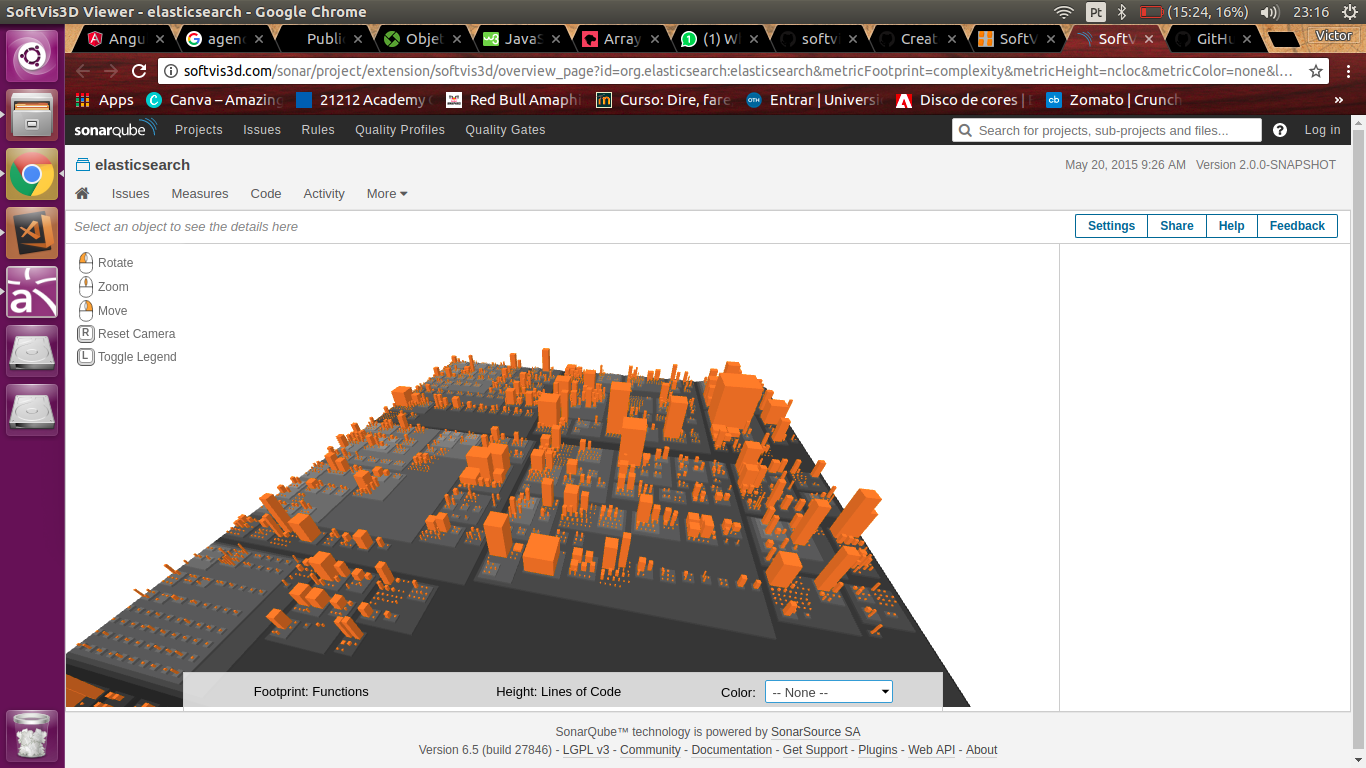 SoftVis3D Viewer - elasticsearch - Google Chrome
Pt
(15:24, 16%)
23:16
Angu
agen
Public
Objet
JavaS
Array
(1) W
softv
Creat
SoftV
SoftV
GitHu
Victor
softvis3d.com/sonar/project/extension/softvis3d/overview_page?id=org.elasticsearch:elasticsearch&metricFootprint=complexity&metricHeight=ncloc&metricColor=none&l...
Apps
Canva – Amazing
21212 Academy
Red Bull Amaphi
Curso: Dire, fare
Entrar | Universi
Disco de cores |
Zomato | Crunch
»
sonarqube
Projects
Issues
Rules
Quality Profiles
Quality Gates
Search for projects, sub-projects and files...
Log in
elasticsearch
May 20, 2015 9:26 AM Version 2.0.0-SNAPSHOT
Issues
Measures
Code
Activity
More
Select an object to see the details here
Settings
Share
Help
Feedback
Rotate
Zoom
Move
R Reset Camera
L Toggle Legend
Footprint: Functions
Height: Lines of Code
Color:
-- None --
SonarQube™ technology is powered by SonarSource SA
Version 6.5 (build 27846) - LGPL v3 - Community - Documentation - Get Support - Plugins - Web API - About